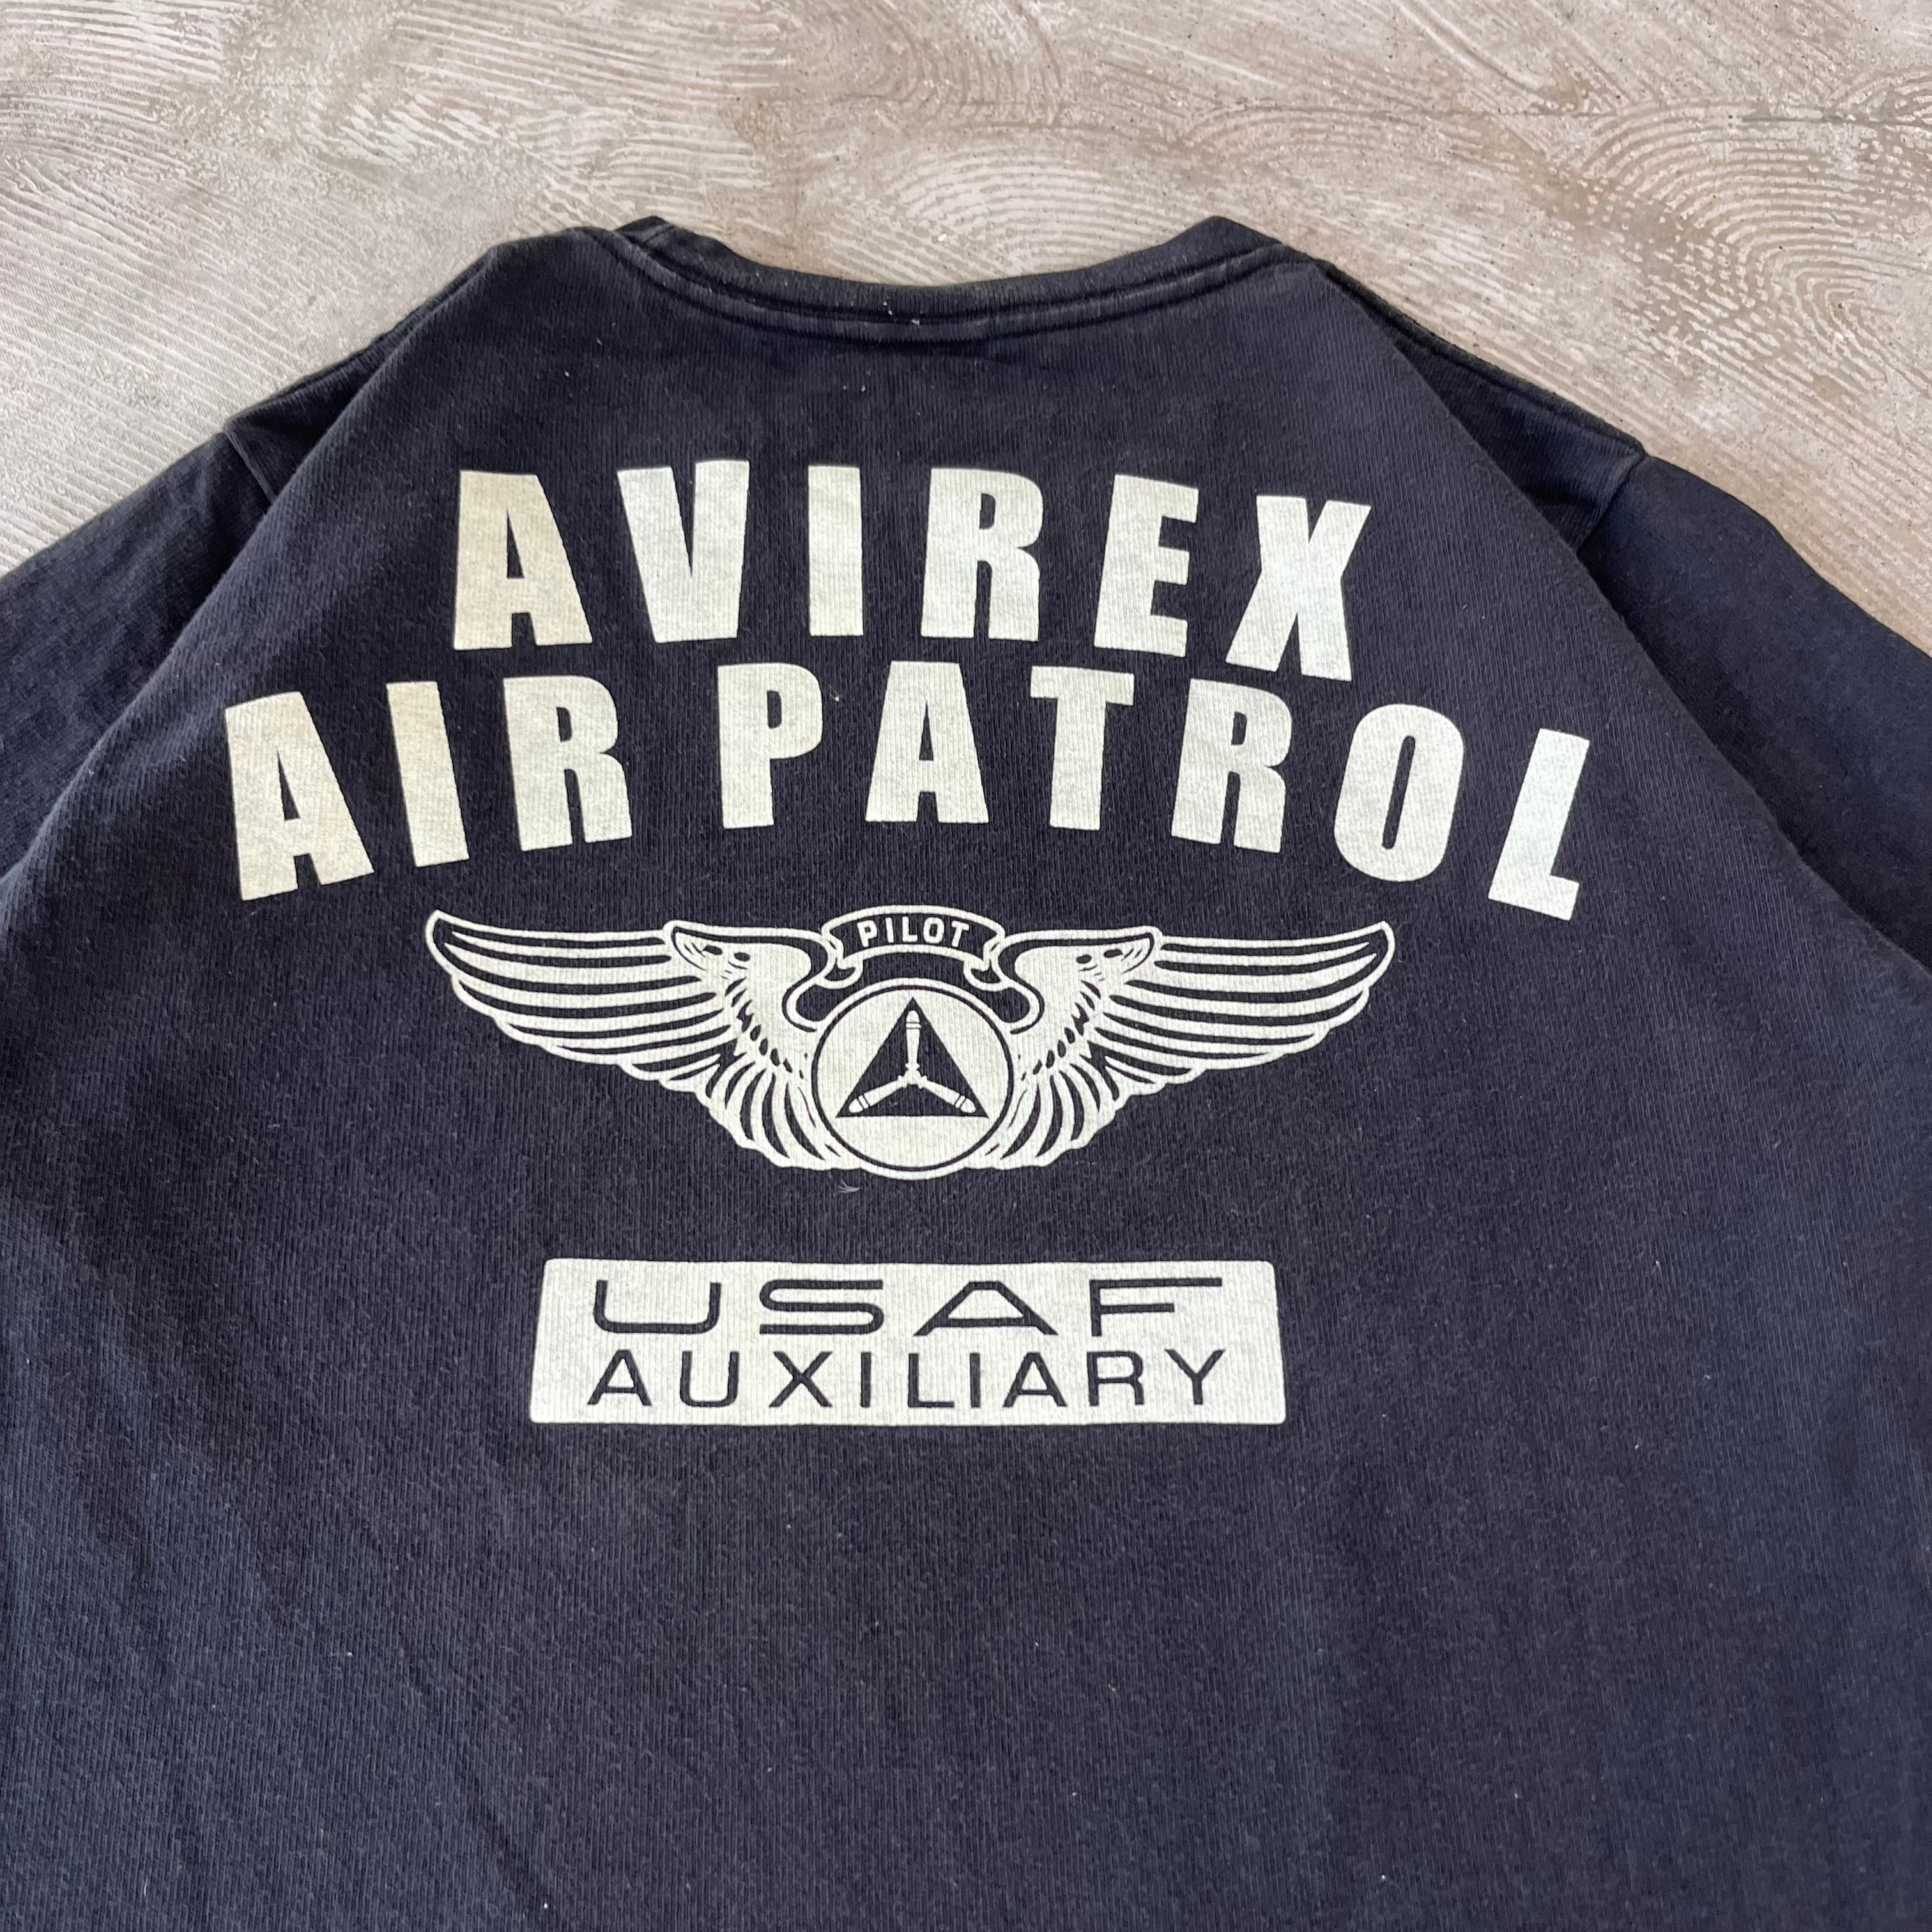 AVIREX
AIR PATROL
PILOT
USAF
AUXILIARY